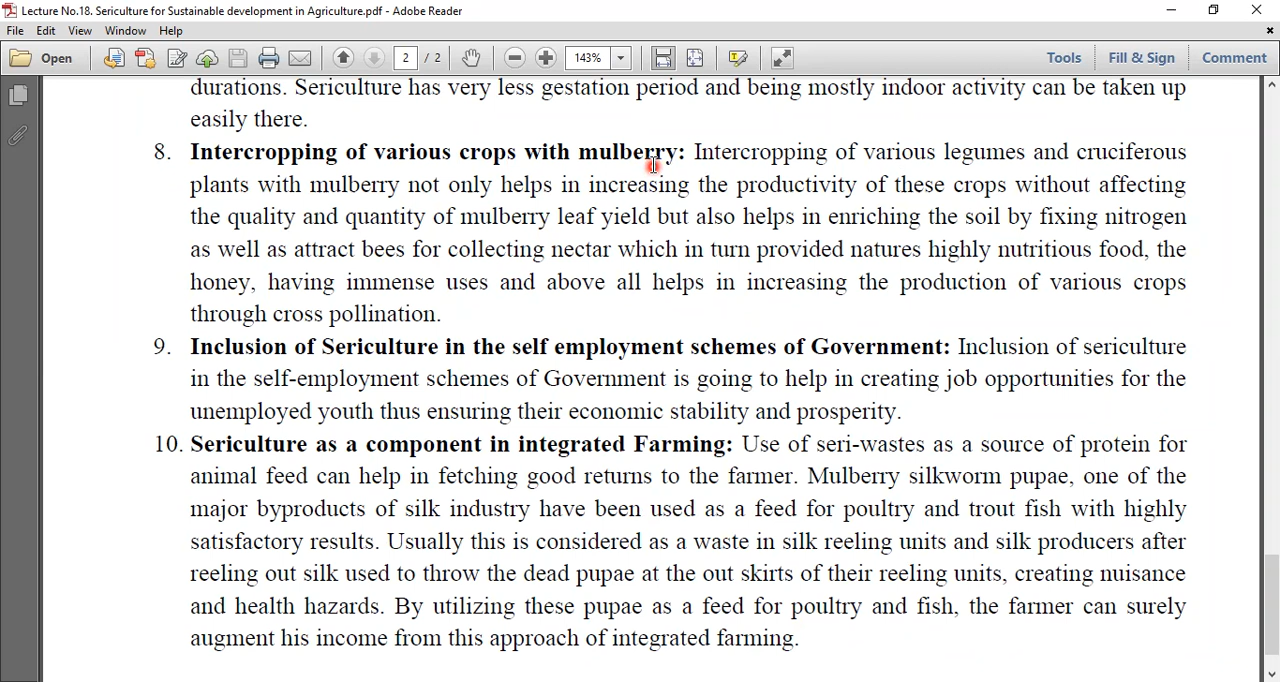 Lecture No.18. Sericulture for Sustainable development in Agriculture.pdf - Adobe Reader
File Edit View Window Help
Open 2 / 2 143% Tools Fill & Sign Comment
durations. Sericulture has very less gestation period and being mostly indoor activity can be taken up
easily there.
8. Intercropping of various crops with mulberry: Intercropping of various legumes and cruciferous
plants with mulberry not only helps in increasing the productivity of these crops without affecting
the quality and quantity of mulberry leaf yield but also helps in enriching the soil by fixing nitrogen
as well as attract bees for collecting nectar which in turn provided natures highly nutritious food, the
honey, having immense uses and above all helps in increasing the production of various crops
through cross pollination.
9. Inclusion of Sericulture in the self employment schemes of Government: Inclusion of sericulture
in the self-employment schemes of Government is going to help in creating job opportunities for the
unemployed youth thus ensuring their economic stability and prosperity.
10. Sericulture as a component in integrated Farming: Use of seri-wastes as a source of protein for
animal feed can help in fetching good returns to the farmer. Mulberry silkworm pupae, one of the
major byproducts of silk industry have been used as a feed for poultry and trout fish with highly
satisfactory results. Usually this is considered as a waste in silk reeling units and silk producers after
reeling out silk used to throw the dead pupae at the out skirts of their reeling units, creating nuisance
and health hazards. By utilizing these pupae as a feed for poultry and fish, the farmer can surely
augment his income from this approach of integrated farming.